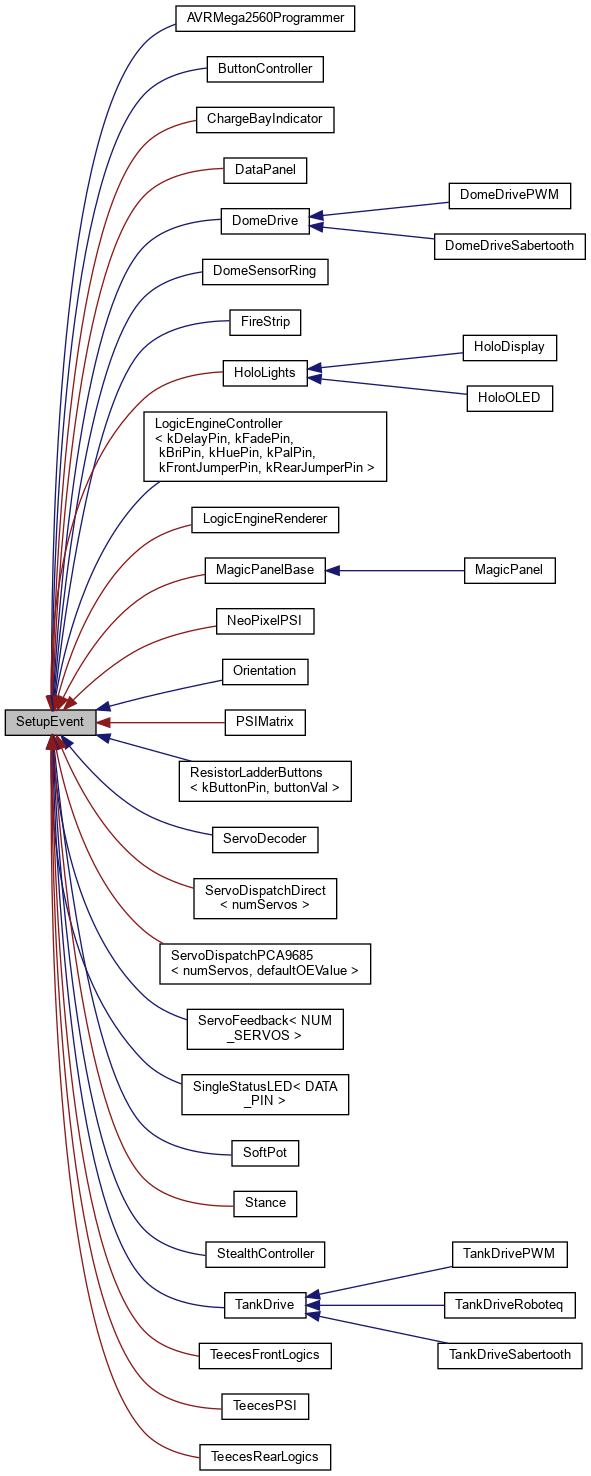 AVRMega2560Programmer
ButtonController
ChargeBayIndicator
DataPanel
DomeDrivePWM
DomeDrive
DomeDriveSabertooth
DomeSensorRing
FireStrip
HoloDisplay
HoloLights
HoloOLED
LogicEngineController
< kDelayPin, kFadePin,
kBriPin, kHuePin, kPalPin,
kFrontJumperPin, kRearJumperPin >
LogicEngineRenderer
MagicPanelBase
MagicPanel
NeoPixelPSI
Orientation
SetupEvent
PSIMatrix
ResistorLadderButtons
< kButtonPin, buttonVal >
ServoDecoder
ServoDispatchDirect
< numServos >
ServoDispatchPCA9685
< numServos, defaultOEValue >
ServoFeedback< NUM
_SERVOS >
SingleStatusLED< DATA
_PIN >
SoftPot
Stance
StealthController
TankDrivePWM
TankDrive
TankDriveRoboteq
TankDriveSabertooth
TeecesFrontLogics
TeecesPSI
TeecesRearLogics